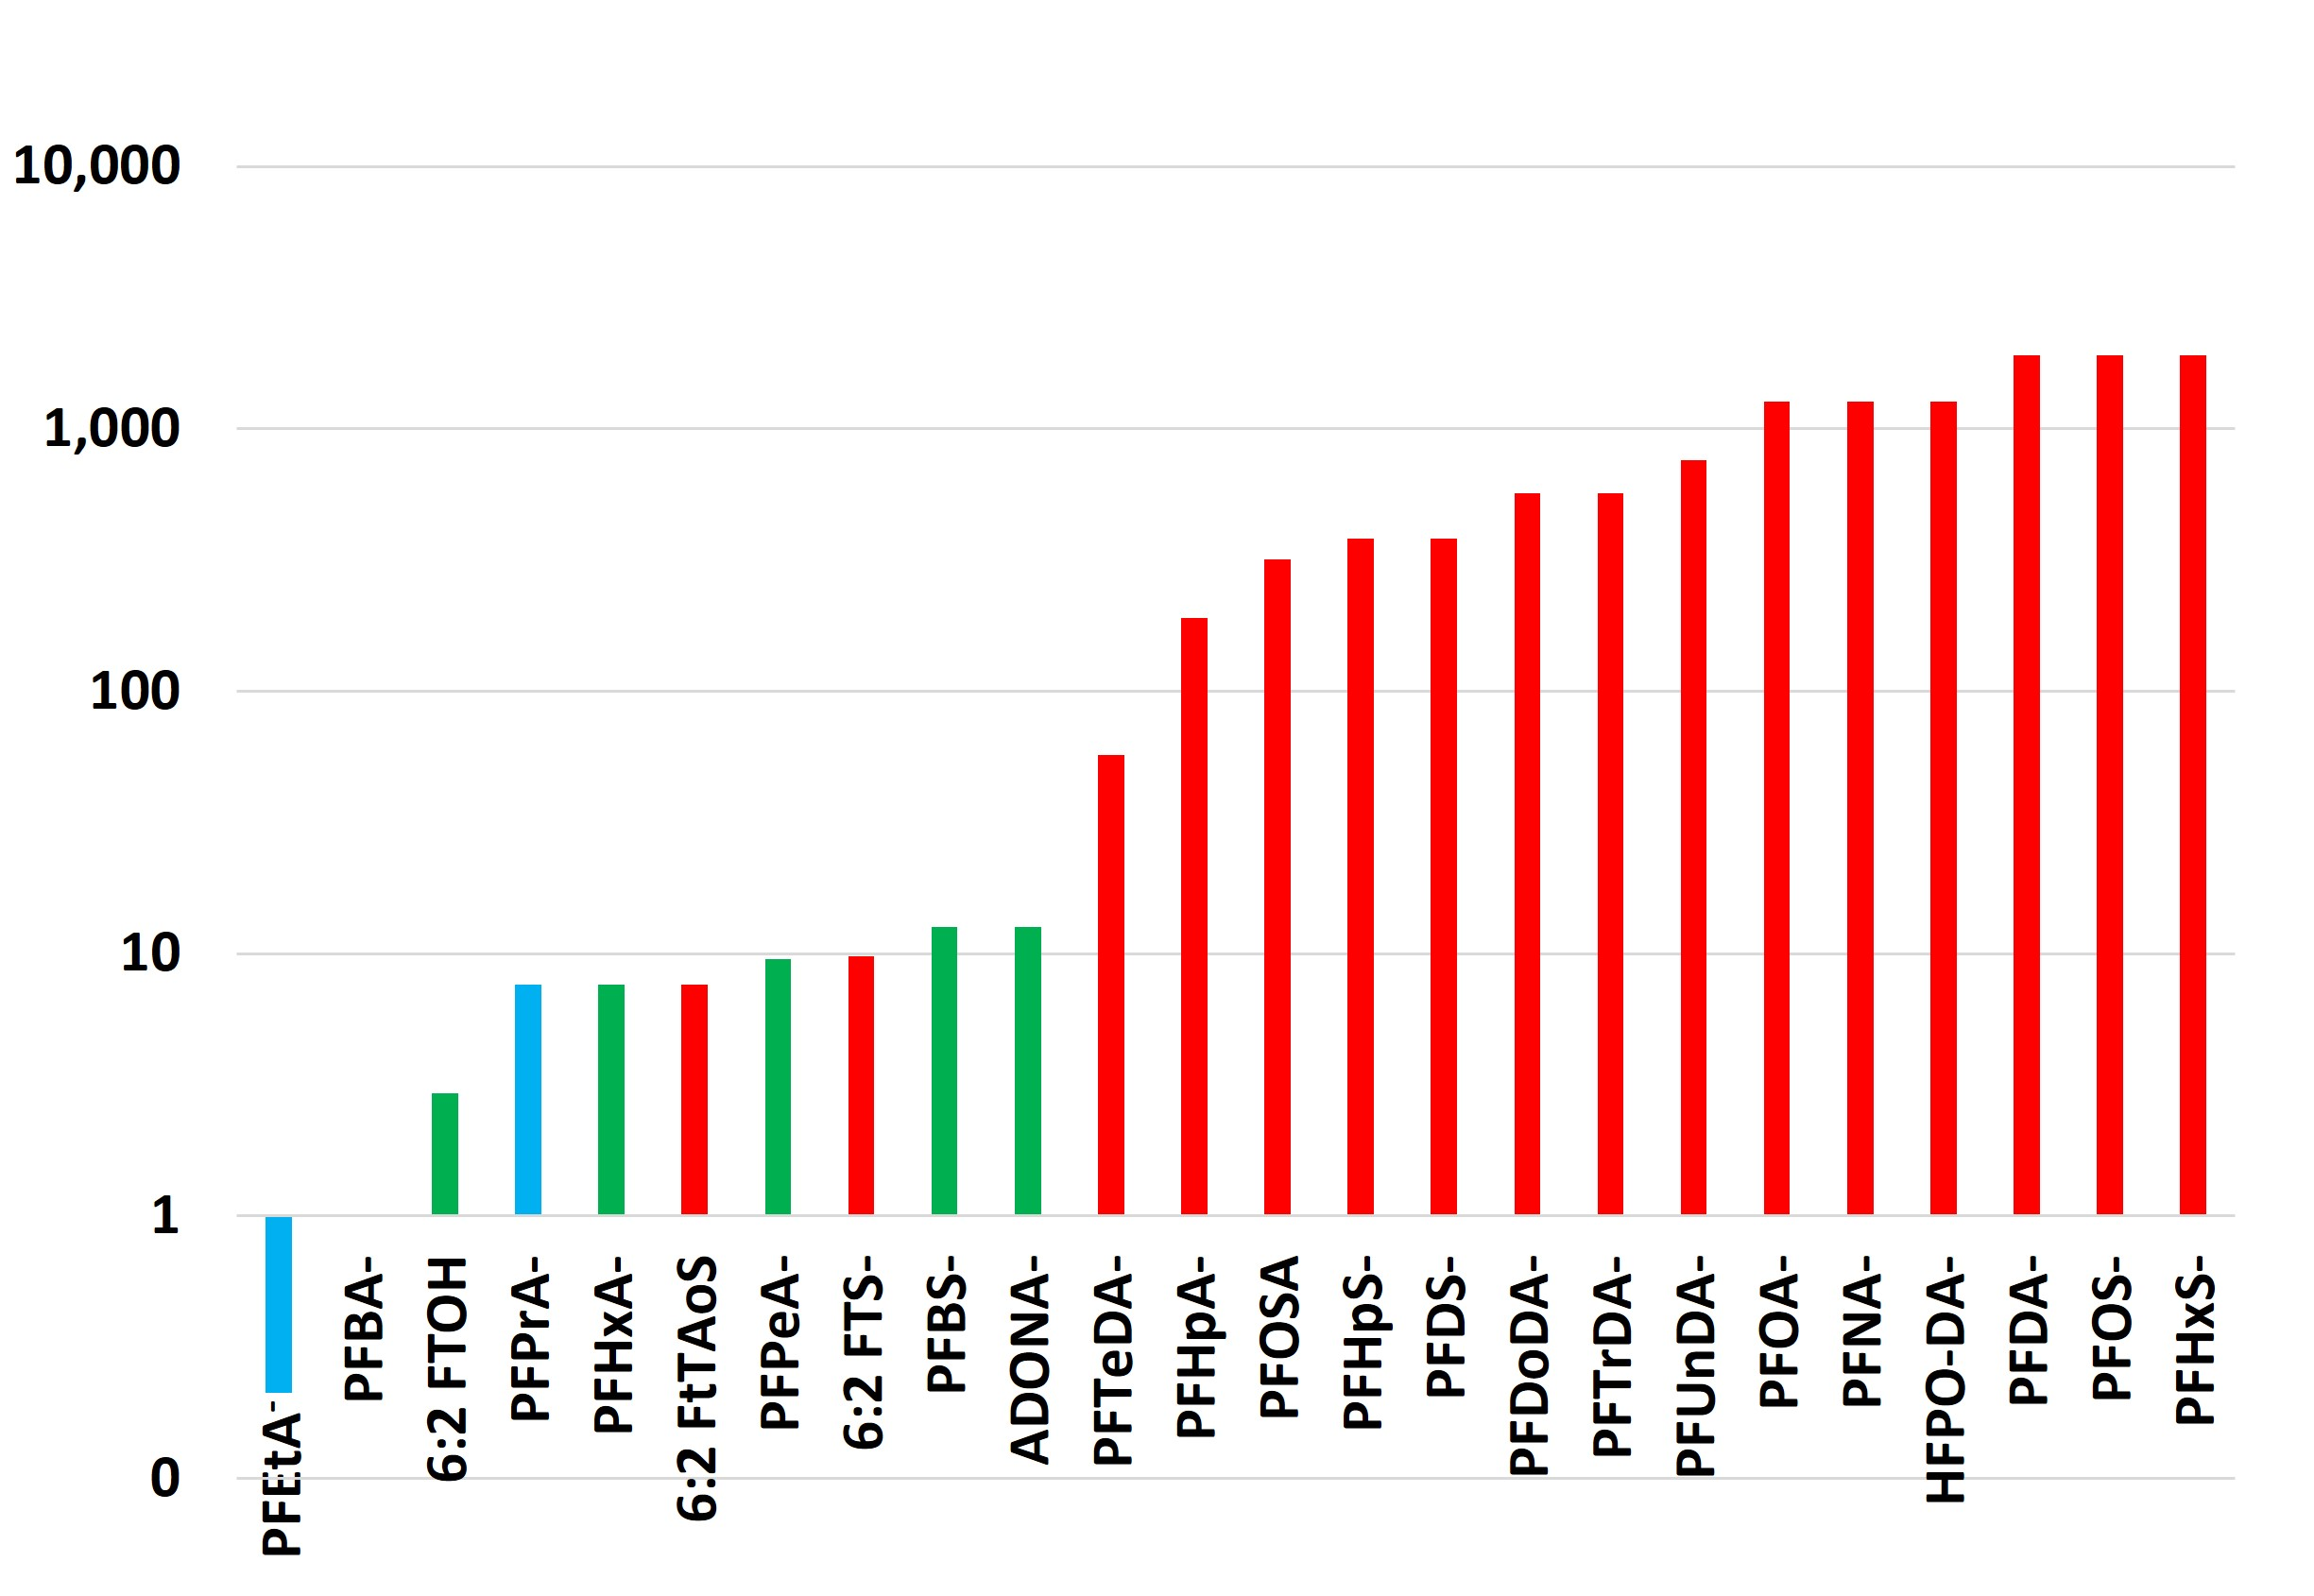 10,000
1,000
100
10
1
0
PFEtA-
PFBA-
6:2 FTOH
PFPrA-
PFHxA-
6:2 FtTAoS
PFPeA-
6:2 FTS-
PFBS-
ADONA-
PFTeDA-
PFHpA-
PFOSA
PFHpS-
PFDS-
PFDoDA-
PFTrDA-
PFUnDA-
PFOA-
PFNA-
HFPO-DA-
PFDA-
PFOS-
PFHxS-